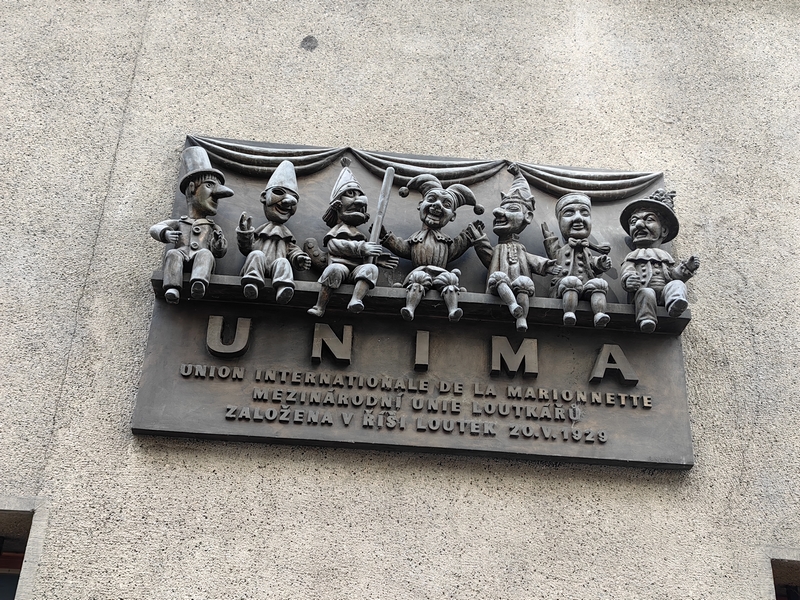 UNIMA
UNION INTERNATIONALE DE LA MARIONNETTE
MEZINÁRODNÍ UNIE LOUTKÁŘŮ
ZALOŽENA V ŘÍŠI LOUTEK 20.V.1929